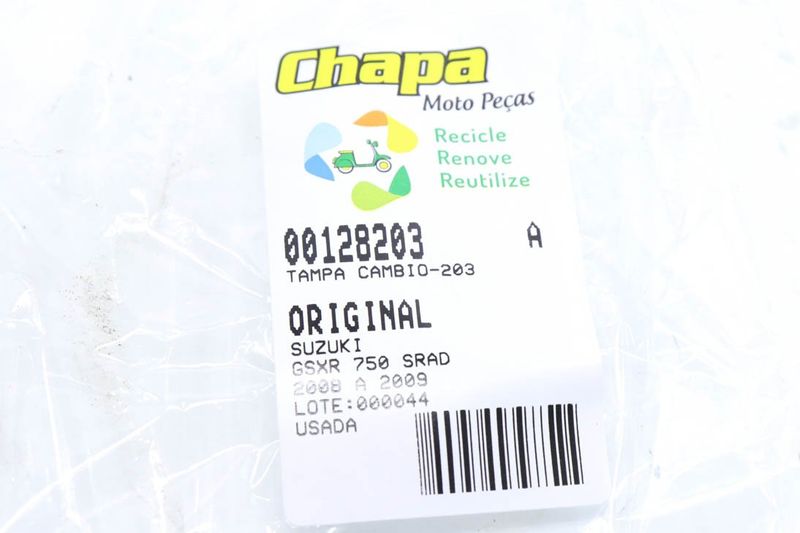 Chapa
Moto Peças
Recicle
Renove
Reutilize
00128203 A
TAMPA CAMBIO-203
ORIGINAL
SUZUKI
GSXR 750 SRAD
2008 A 2009
LOTE:000044
USADA